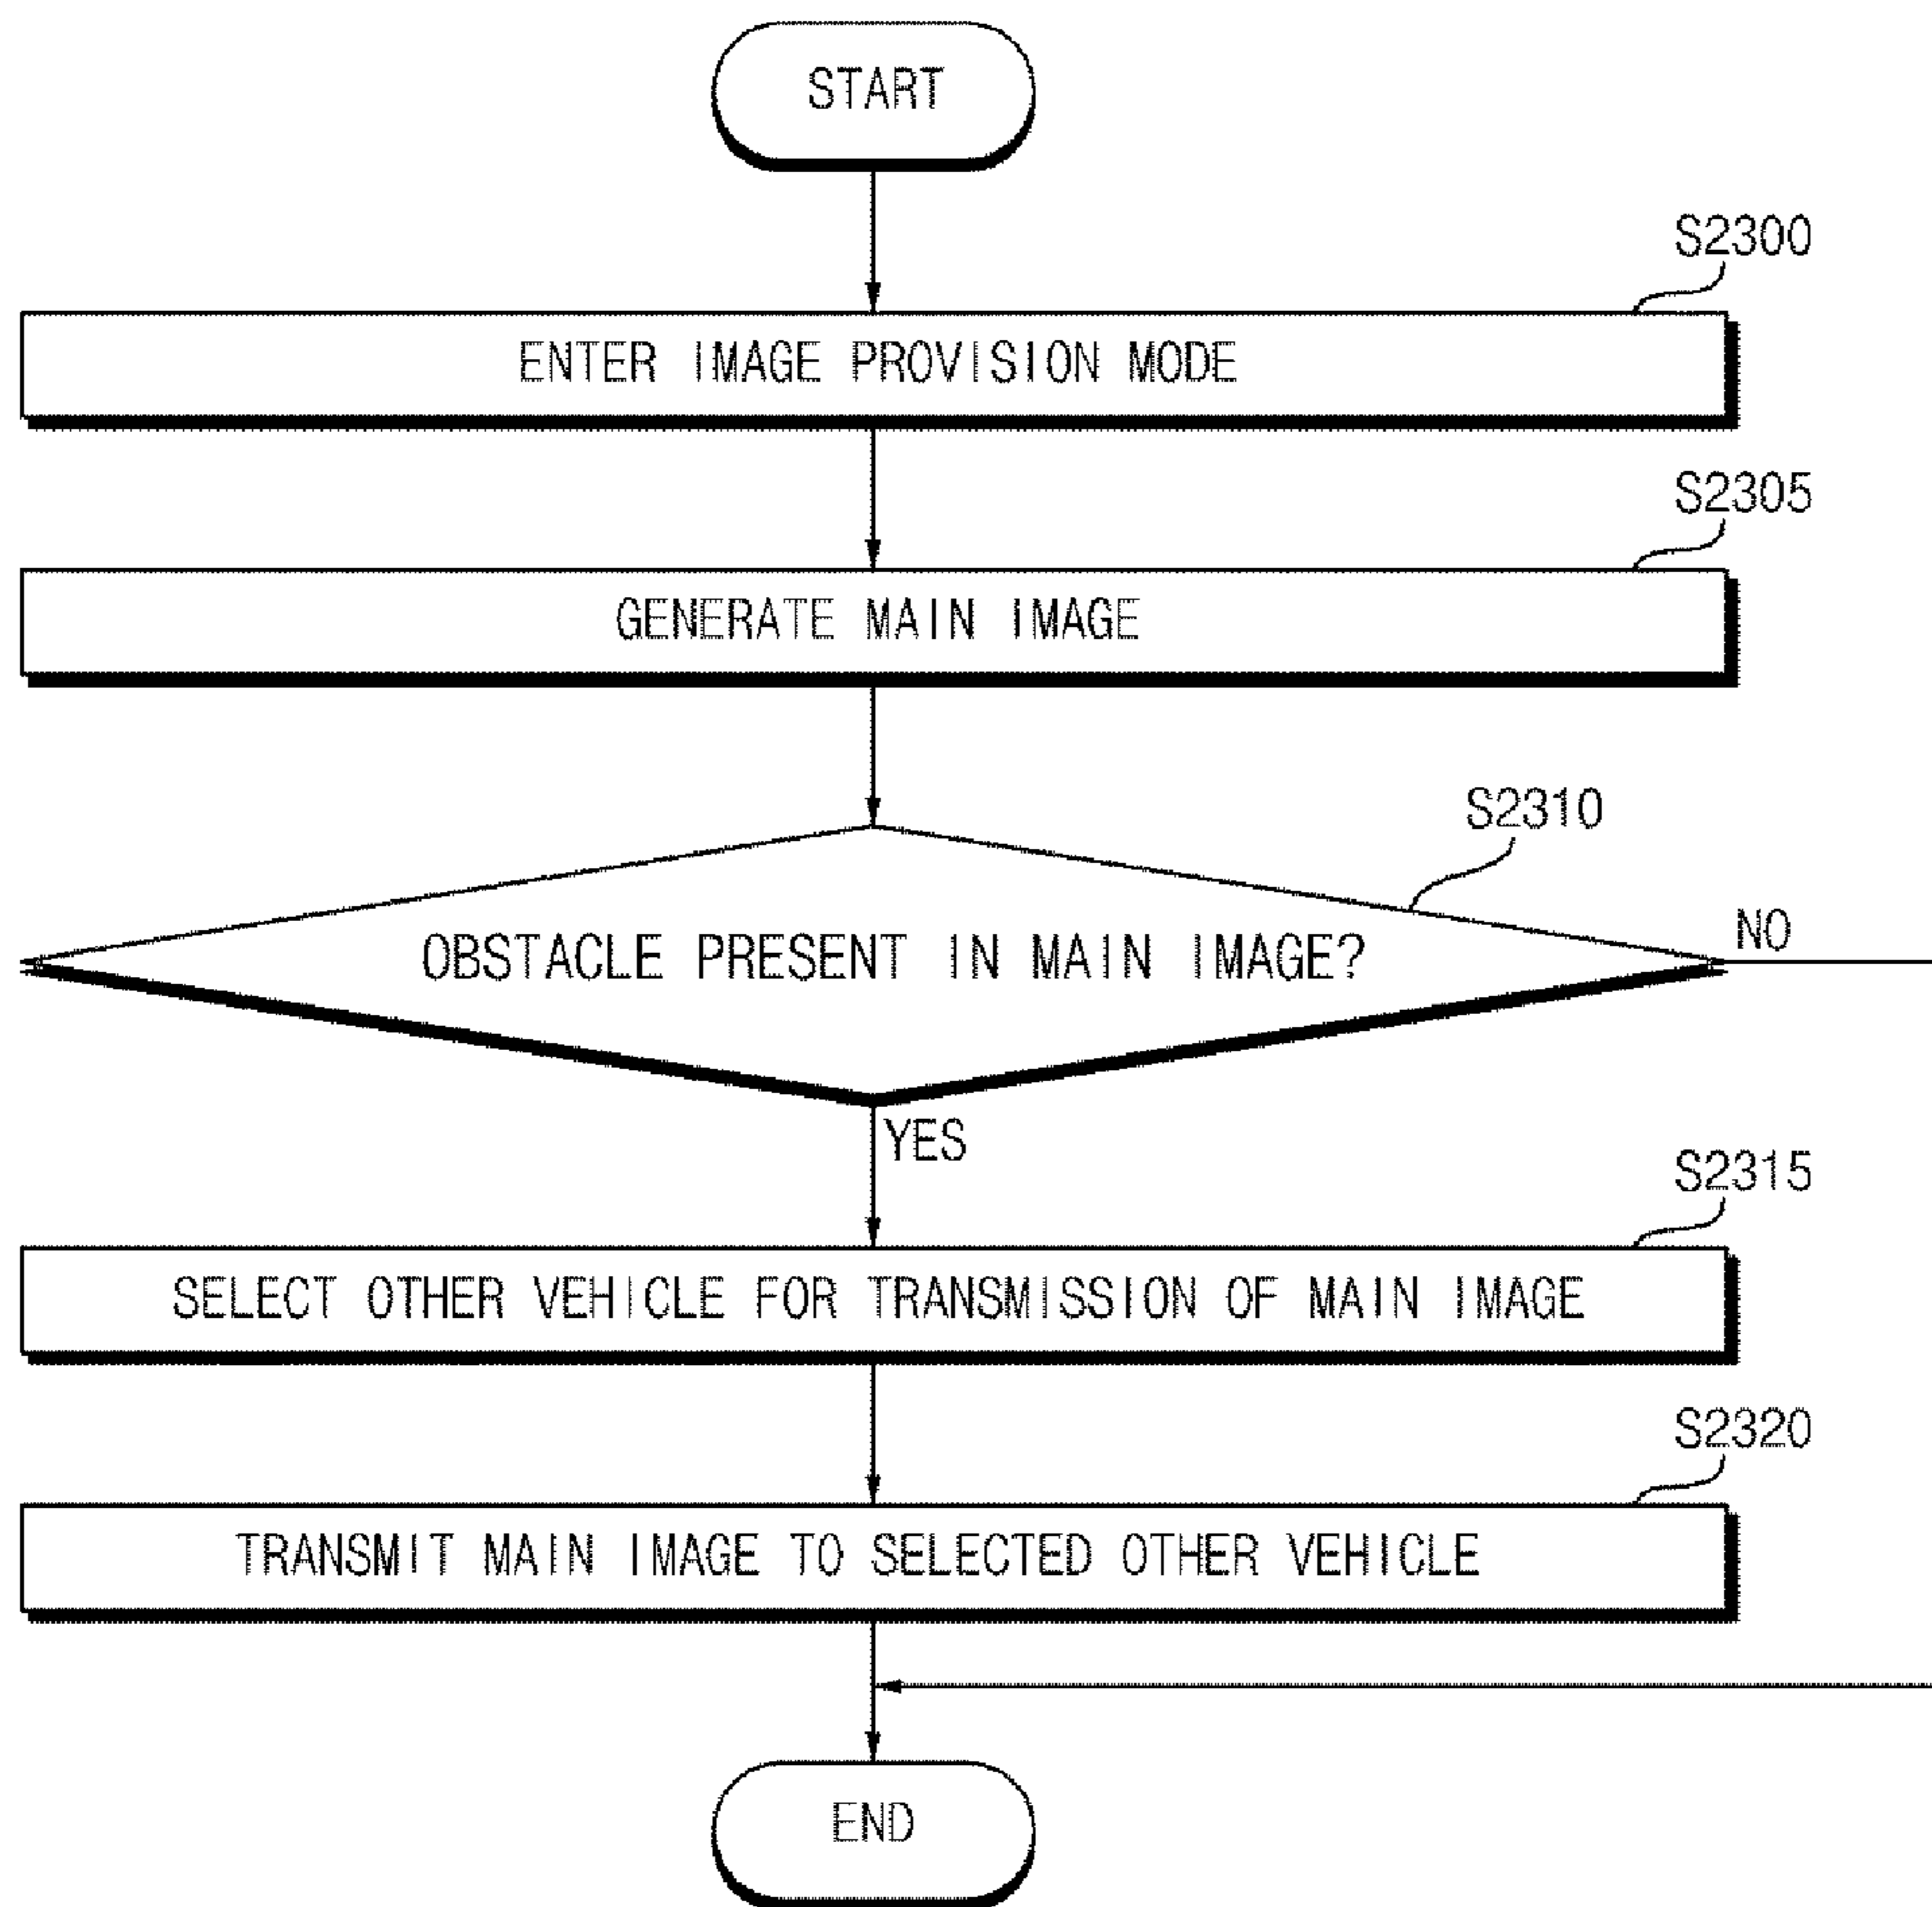 START
S2300
ENTER IMAGE PROVISION MODE
S2305
GENERATE MAIN IMAGE
S2310
OBSTACLE PRESENT IN MAIN IMAGE?
NO
YES
S2315
SELECT OTHER VEHICLE FOR TRANSMISSION OF MAIN IMAGE
S2320
TRANSMIT MAIN IMAGE TO SELECTED OTHER VEHICLE
END